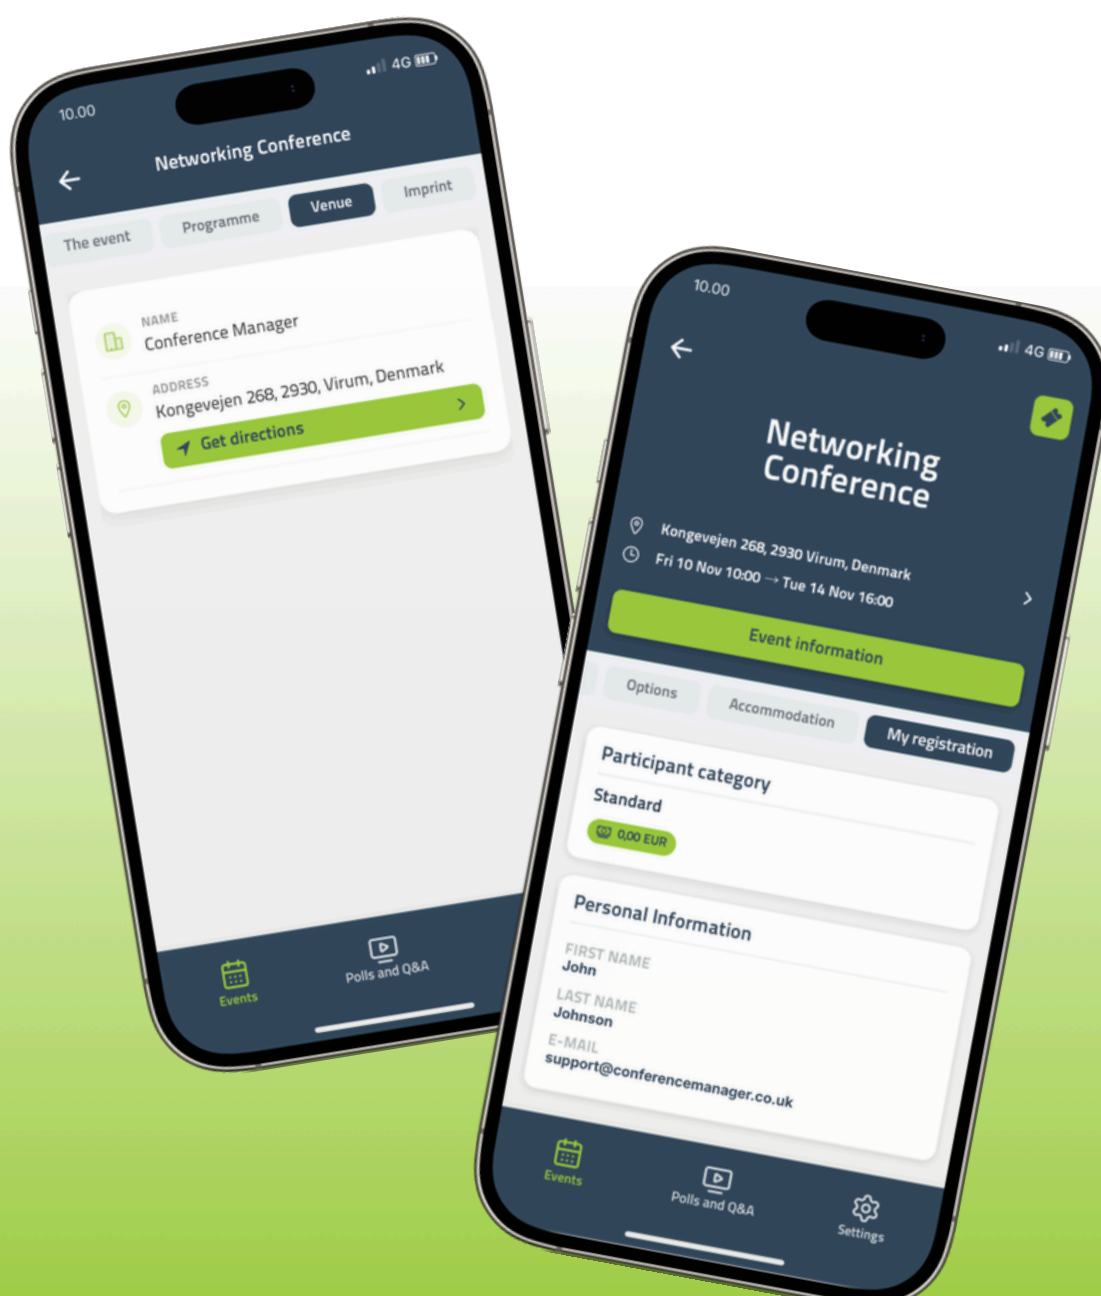 10.00
4G
Networking Conference
The event
Programme
Venue
Imprint
NAME
Conference Manager
ADDRESS
Kongevejen 268, 2930, Virum, Denmark
Get directions
Events
Polls and Q&A
10.00
4G
Networking
Conference
Kongevejen 268, 2930 Virum, Denmark
Fri 10 Nov 10:00 → Tue 14 Nov 16:00
Event information
Options
Accommodation
My registration
Participant category
Standard
0,00 EUR
Personal Information
FIRST NAME
John
LAST NAME
Johnson
E-MAIL
support@conferencemanager.co.uk
Events
Polls and Q&A
Settings